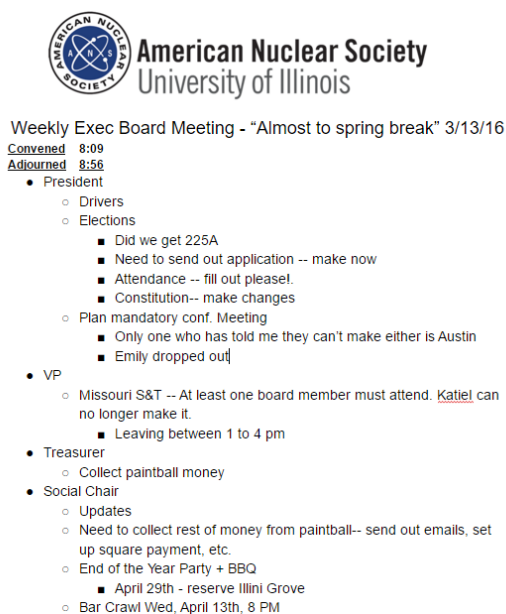 AMERICAN NUCLEAR SOCIETY
ANS
American Nuclear Society
University of Illinois
Weekly Exec Board Meeting - “Almost to spring break” 3/13/16
Convened 8:09
Adjourned 8:56
● President
○ Drivers
○ Elections
■ Did we get 225A
■ Need to send out application -- make now
■ Attendance -- fill out please!.
■ Constitution-- make changes
○ Plan mandatory conf. Meeting
■ Only one who has told me they can’t make either is Austin
■ Emily dropped out
● VP
○ Missouri S&T -- At least one board member must attend. Katiel can
no longer make it.
■ Leaving between 1 to 4 pm
● Treasurer
○ Collect paintball money
● Social Chair
○ Updates
○ Need to collect rest of money from paintball-- send out emails, set
up square payment, etc.
○ End of the Year Party + BBQ
■ April 29th - reserve Illini Grove
○ Bar Crawl Wed, April 13th, 8 PM